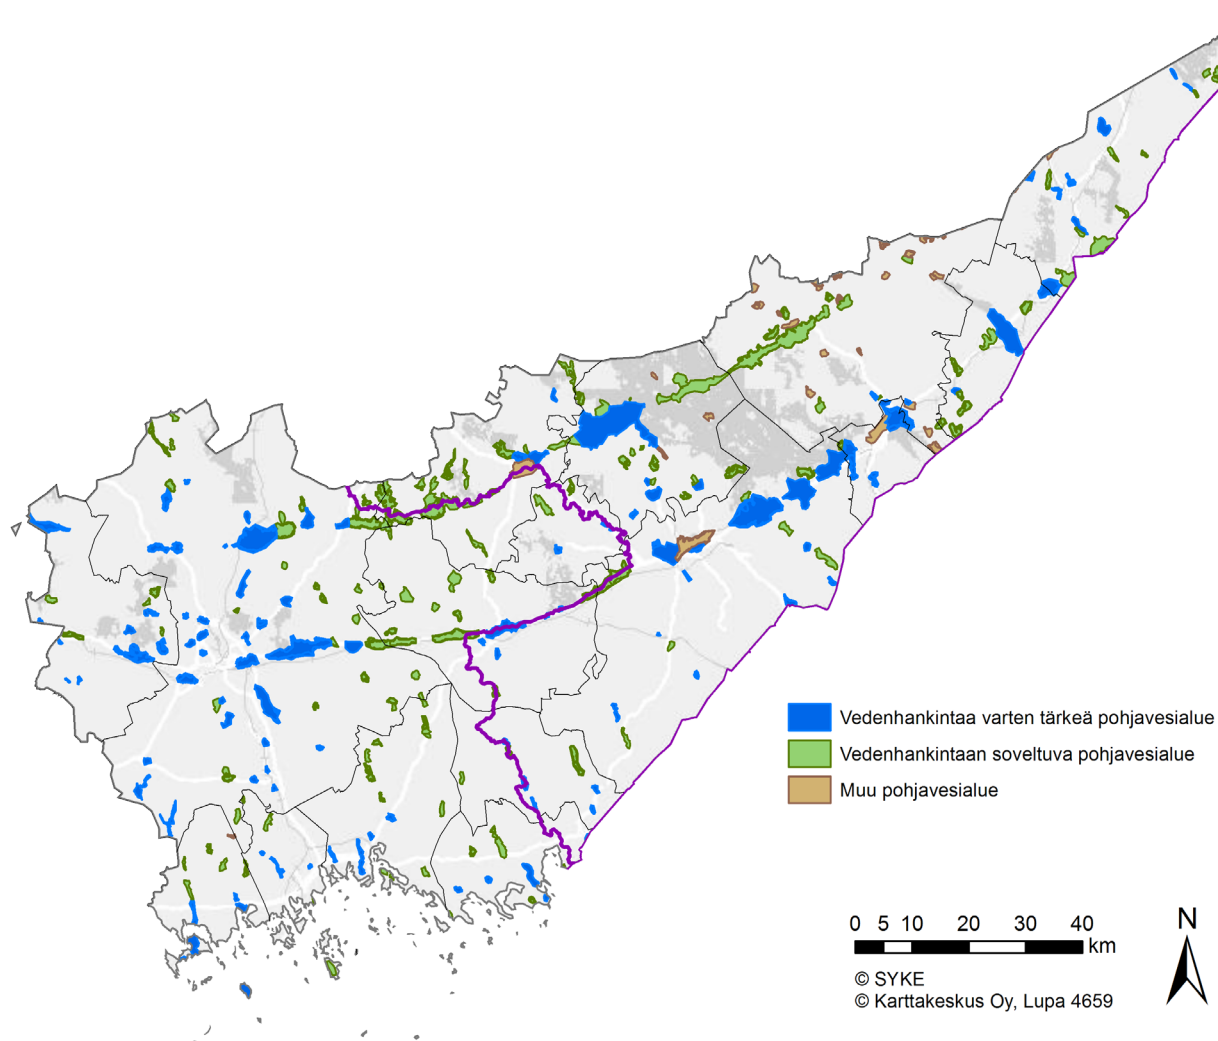 Vedenhankintaa varten tärkeä pohjavesialue
Vedenhankintaan soveltuva pohjavesialue
Muu pohjavesialue
0 5 10 20 30 40
km
N
© SYKE
© Karttakeskus Oy, Lupa 4659